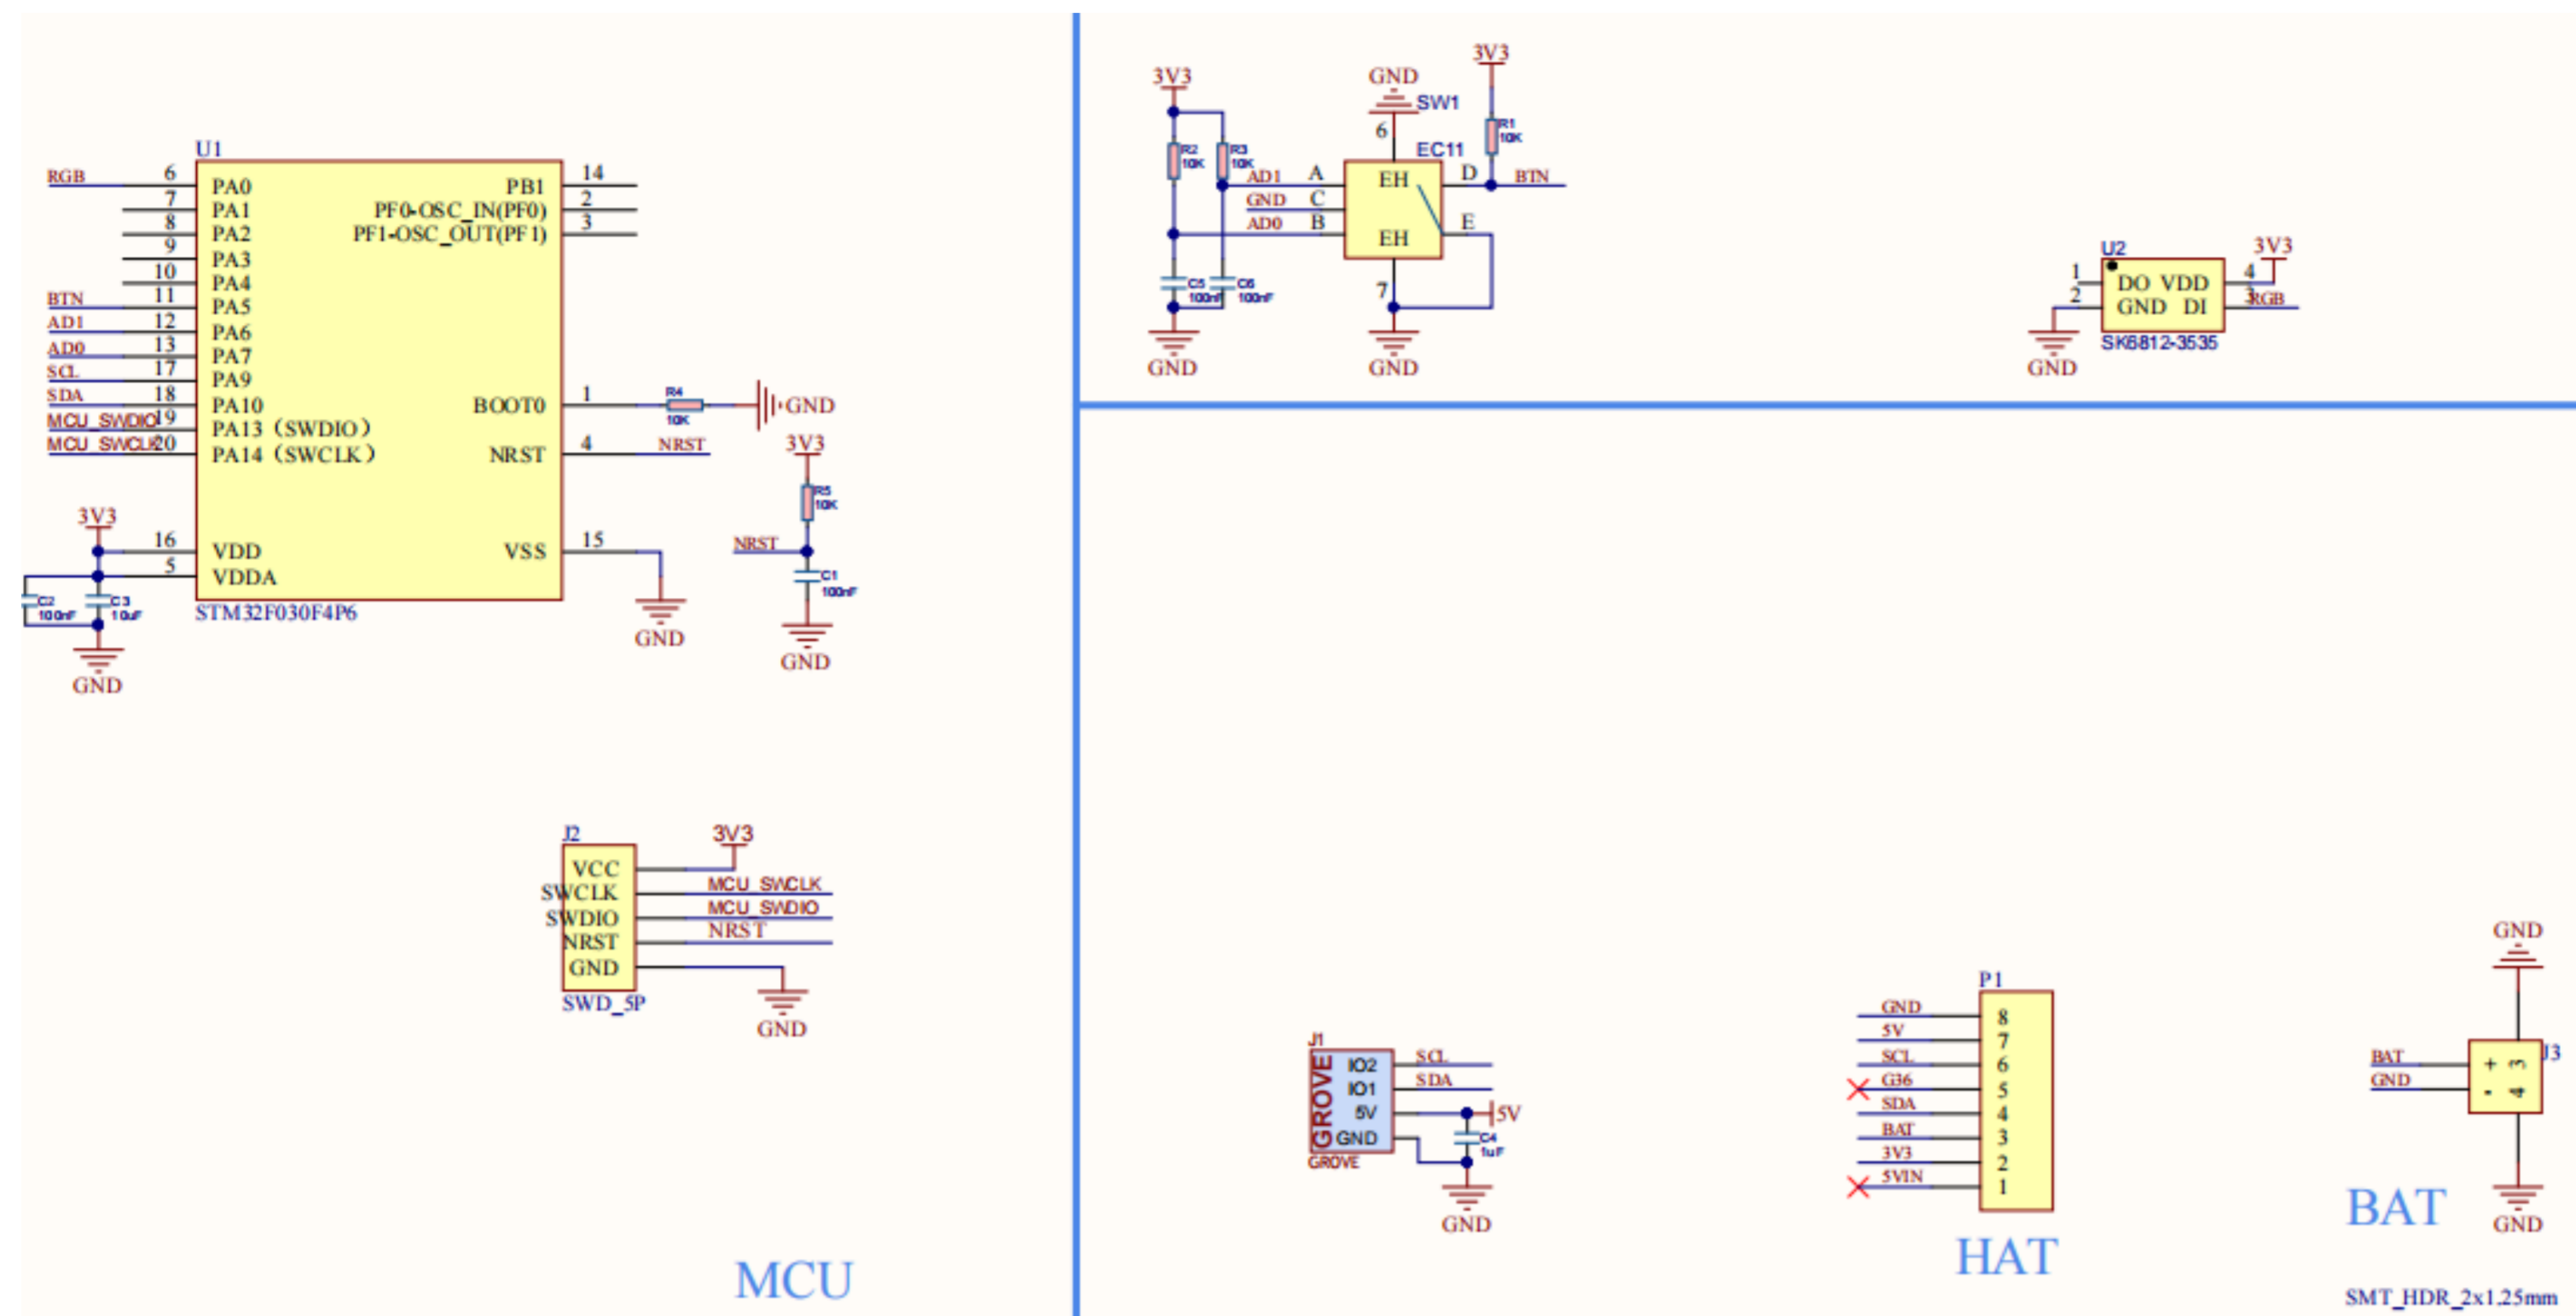 U1
RGB 6 PA0
7 PA1
8 PA2
9 PA3
10 PA4
BTN 11 PA5
AD1 12 PA6
AD0 13 PA7
SCL 17 PA9
SDA 18 PA10
MCU_SWDIO 19 PA13 (SWDIO)
MCU_SWCLK 20 PA14 (SWCLK)
3V3
16 VDD
5 VDDA
PB1 14
PF0-OSC_IN(PF0) 2
PF1-OSC_OUT(PF1) 3
BOOT0 1
NRST 4 NRST
VSS 15
STM32F030F4P6
C2
100nF
C3
10uF
GND
R4
10K
GND
GND
3V3
R5
10K
NRST
C1
100nF
GND
J2
3V3
VCC
SWCLK MCU_SWCLK
SWDIO MCU_SWDIO
NRST NRST
GND
SWD_5P
GND
MCU
3V3
R2
10K
R3
10K
AD1 A
GND C
AD0 B
C5
100nF
C6
100nF
GND
GND
SW1
6
EC11
EH
EH
7
GND
3V3
R1
10K
D BTN
E
U2
3V3
1 DO VDD 4
2 GND DI 3 RGB
SK6812-3535
GND
J1
GROVE
IO2 SCL
IO1 SDA
5V 5V
GND
C4
1uF
GROVE
GND
P1
GND 8
5V 7
SCL 6
G36 5
SDA 4
BAT 3
3V3 2
5VIN 1
HAT
GND
J3
BAT + 3
GND - 4
GND
BAT
SMT_HDR_2x1.25mm